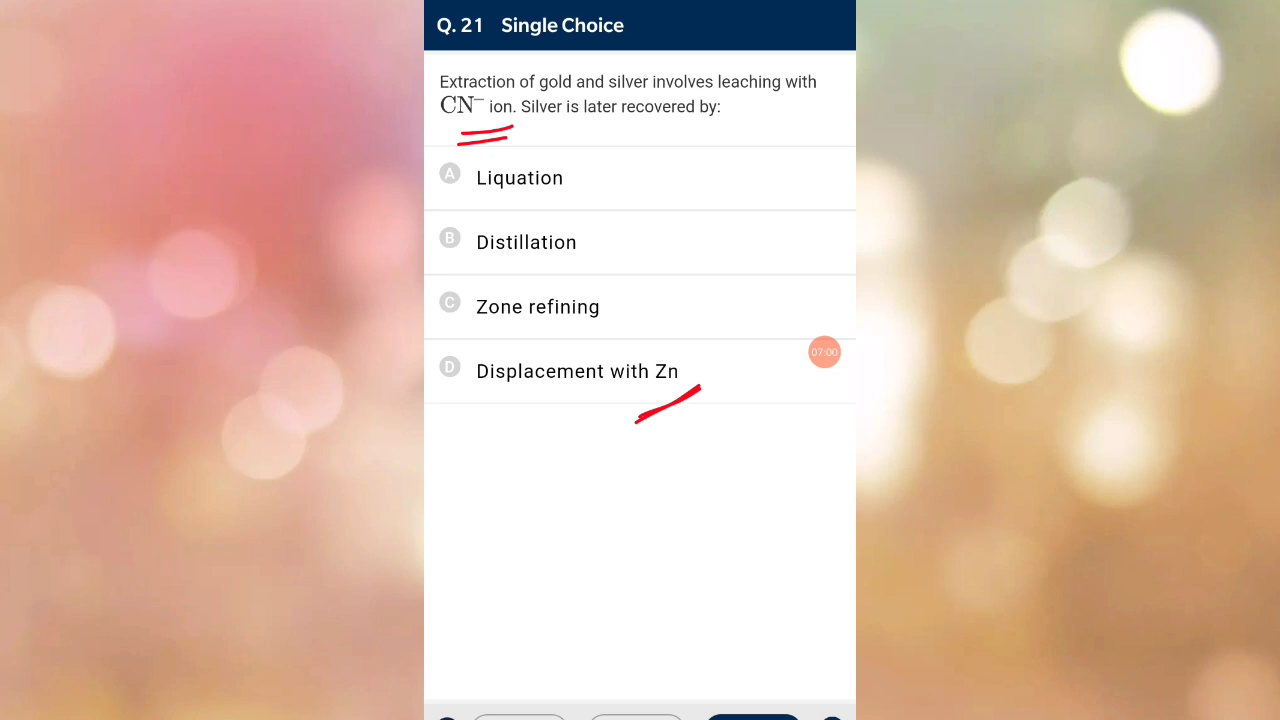 Q. 21 Single Choice
Extraction of gold and silver involves leaching with
CN⁻ ion. Silver is later recovered by:
A Liquation
B Distillation
C Zone refining
07:00
D Displacement with Zn